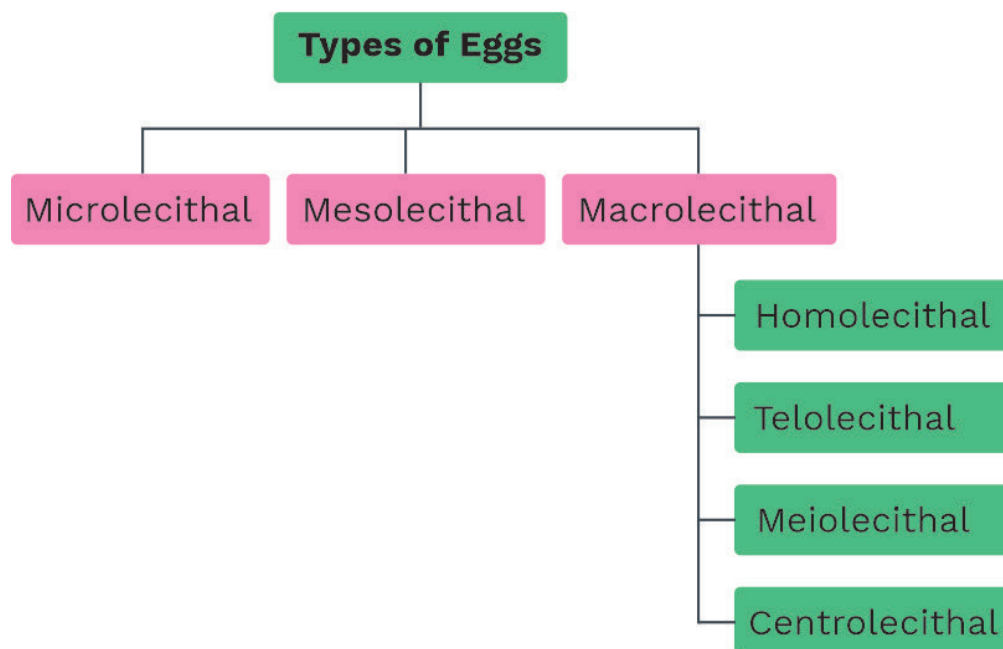 Types of Eggs
Microlecithal
Mesolecithal
Macrolecithal
Homolecithal
Telolecithal
Meiolecithal
Centrolecithal